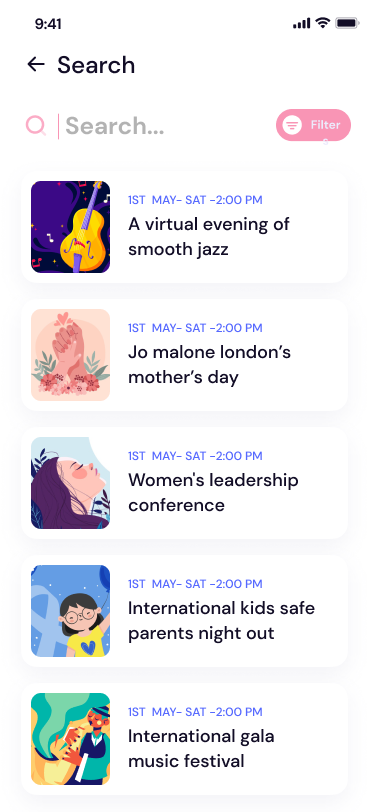 9:41
Search
Search...
Filter
1ST MAY- SAT -2:00 PM
A virtual evening of
smooth jazz
1ST MAY- SAT -2:00 PM
Jo malone london's
mother's day
1ST MAY- SAT -2:00 PM
Women's leadership
conference
1ST MAY- SAT -2:00 PM
International kids safe
parents night out
1ST MAY- SAT -2:00 PM
International gala
music festival